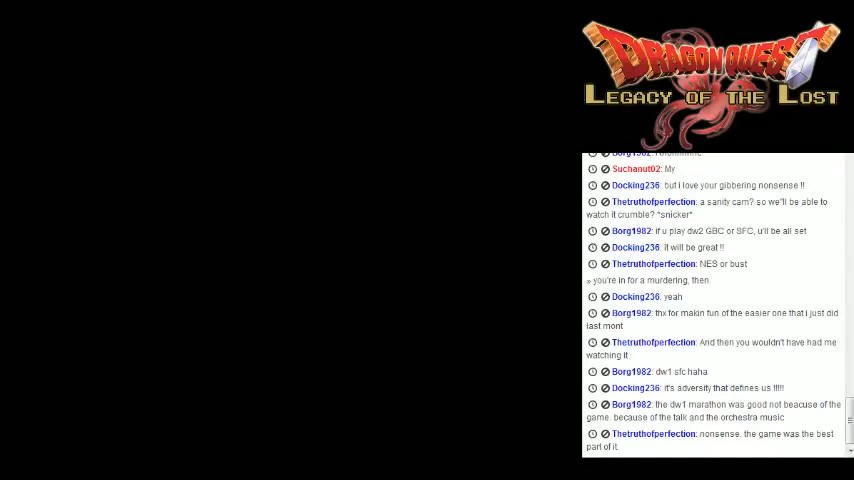 DRAGON QUEST
LEGACY OF THE LOST
Borg1982:
Suchanut02: My
Docking236: but i love your gibbering nonsense !!
Thetruthofperfection: a sanity cam? so we"ll be able to
watch it crumble? *snicker*
Borg1982: if u play dw2 GBC or SFC, u'll be all set
Docking236: it will be great !!
Thetruthofperfection: NES or bust
» you're in for a murdering, then.
Docking236: yeah
Borg1982: thx for makin fun of the easier one that i just did
last mont
Thetruthofperfection: And then you wouldn't have had me
watching it
Borg1982: dw1 sfc haha
Docking236: it's adversity that defines us !!!!!
Borg1982: the dw1 marathon was good not beacuse of the
game. because of the talk and the orchestra music
Thetruthofperfection: nonsense. the game was the best
part of it.